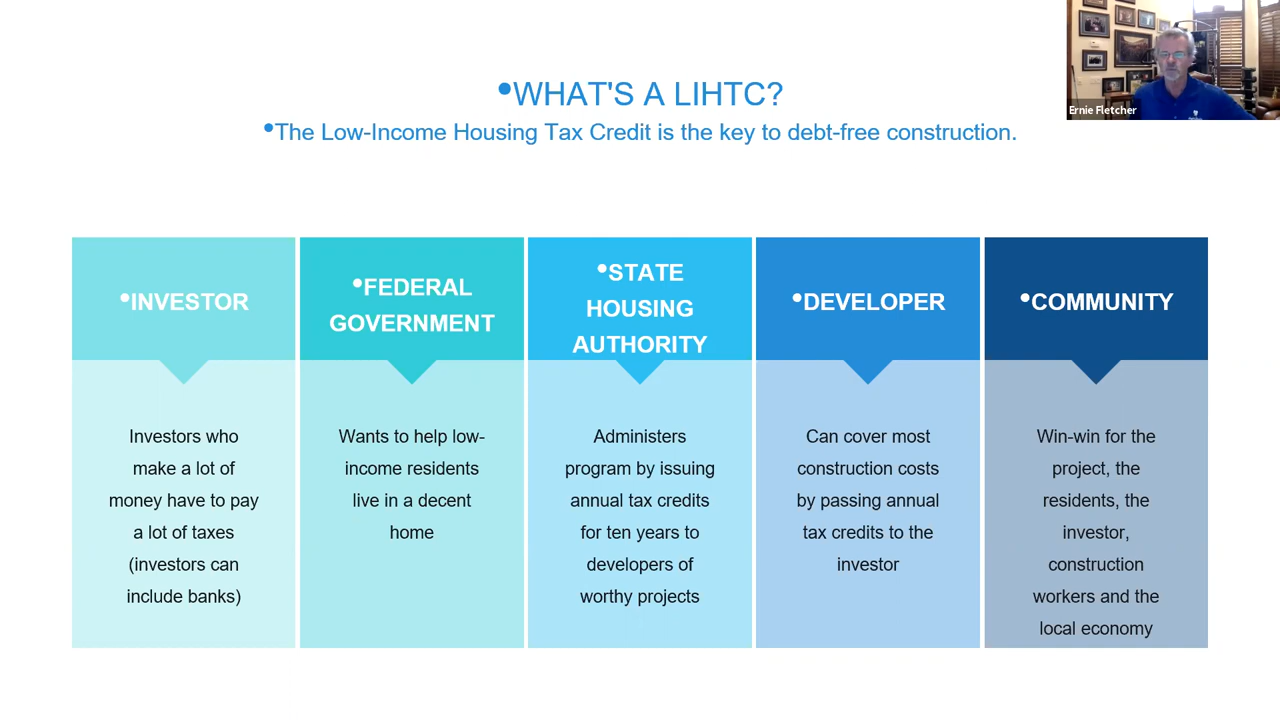 •WHAT'S A LIHTC?
•The Low-Income Housing Tax Credit is the key to debt-free construction.
Ernie Fletcher
•INVESTOR
Investors who
make a lot of
money have to pay
a lot of taxes
(investors can
include banks)
•FEDERAL
GOVERNMENT
Wants to help low-
income residents
live in a decent
home
•STATE
HOUSING
AUTHORITY
Administers
program by issuing
annual tax credits
for ten years to
developers of
worthy projects
•DEVELOPER
Can cover most
construction costs
by passing annual
tax credits to the
investor
•COMMUNITY
Win-win for the
project, the
residents, the
investor,
construction
workers and the
local economy